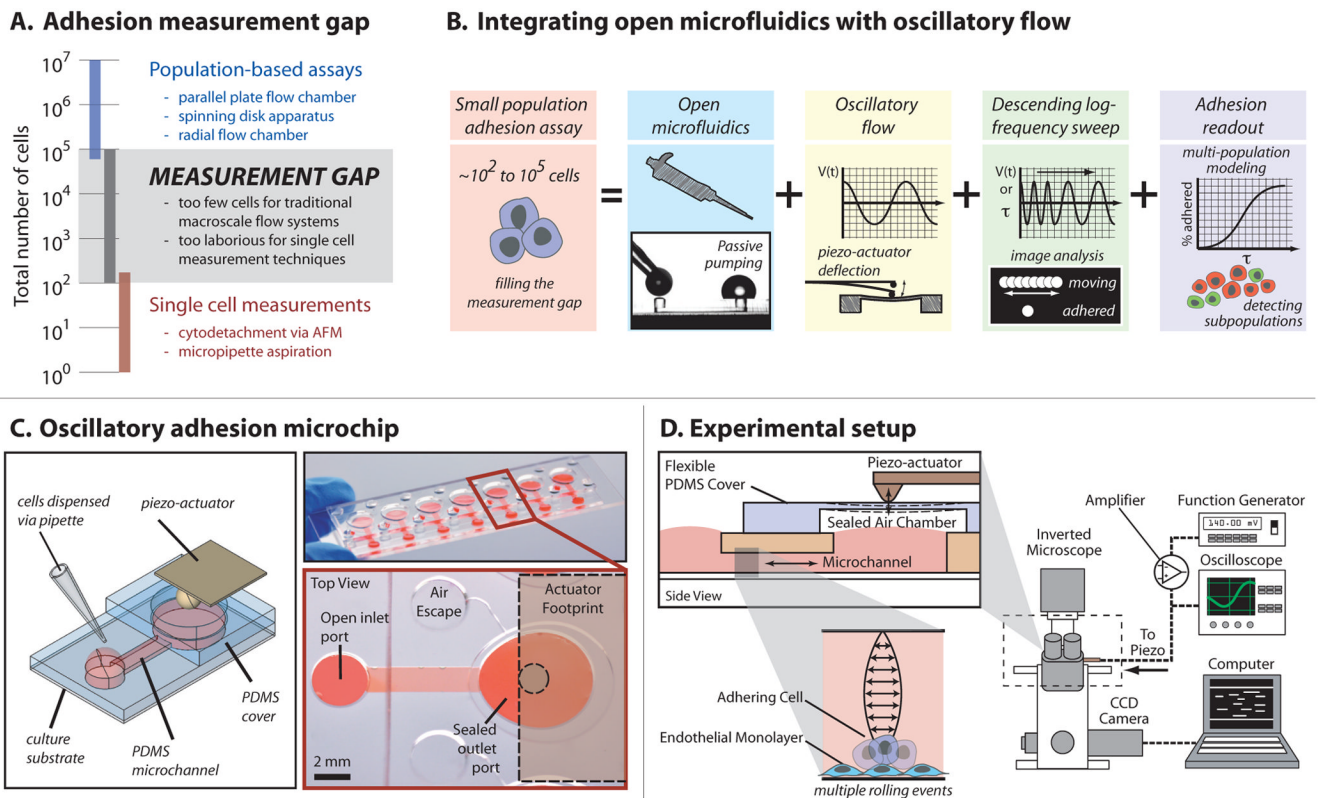 A. Adhesion measurement gap
Total number of cells
10^7
10^6
10^5
10^4
10^3
10^2
10^1
10^0
Population-based assays
- parallel plate flow chamber
- spinning disk apparatus
- radial flow chamber
MEASUREMENT GAP
- too few cells for traditional
macroscale flow systems
- too laborious for single cell
measurement techniques
Single cell measurements
- cytodetachment via AFM
- micropipette aspiration
B. Integrating open microfluidics with oscillatory flow
Small population
adhesion assay
~10^2 to 10^5 cells
filling the
measurement gap
=
Open
microfluidics
Passive
pumping
+
Oscillatory
flow
V(t)
piezo-actuator
deflection
+
Descending log-
frequency sweep
V(t)
or
τ
image analysis
moving
adhered
+
Adhesion
readout
multi-population
modeling
% adhered
τ
detecting
subpopulations
C. Oscillatory adhesion microchip
cells dispensed
via pipette
piezo-actuator
culture
substrate
PDMS
microchannel
PDMS
cover
Top View
Open inlet
port
Air
Escape
Actuator
Footprint
Sealed
outlet
port
2 mm
D. Experimental setup
Flexible
PDMS Cover
Piezo-actuator
Sealed Air Chamber
Microchannel
Side View
Adhering Cell
Endothelial Monolayer
multiple rolling events
Inverted
Microscope
Amplifier
Function Generator
140.00 mV
Oscilloscope
To
Piezo
CCD
Camera
Computer